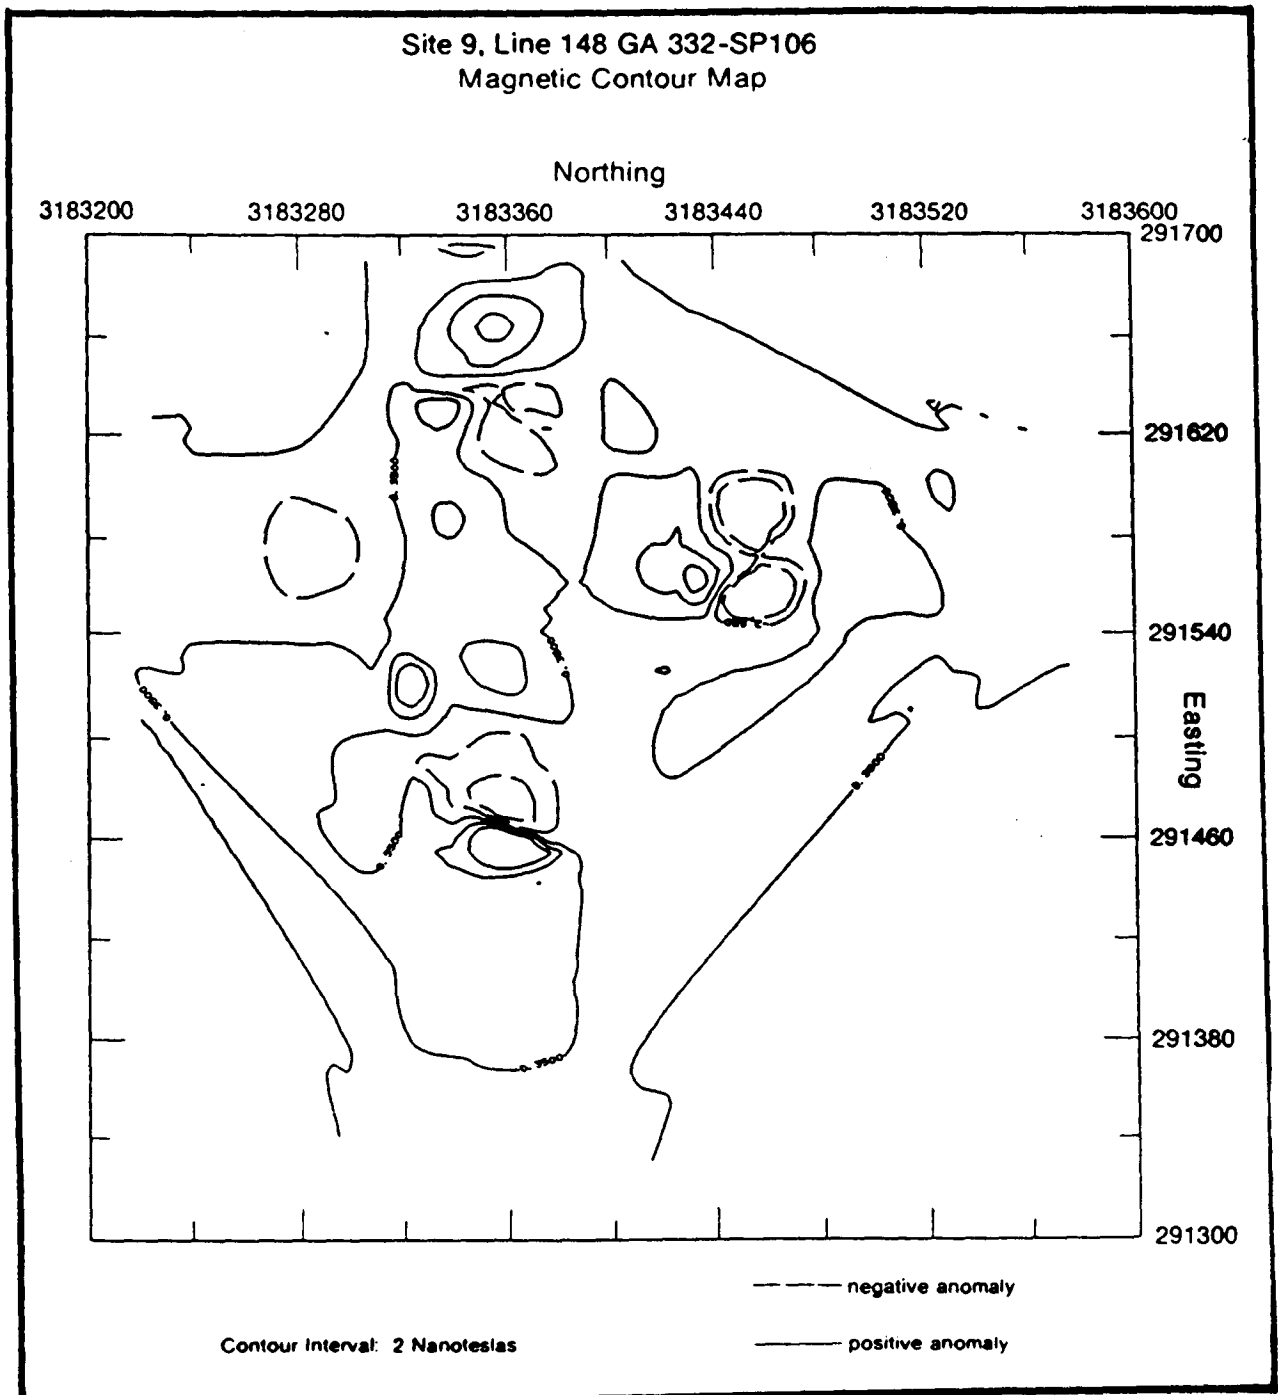 Site 9, Line 148 GA 332-SP106
Magnetic Contour Map
Northing
3183200 3183280 3183360 3183440 3183520 3183600
291700
291620
291540
Easting
291460
291380
291300
negative anomaly
Contour Interval: 2 Nanoteslas
positive anomaly